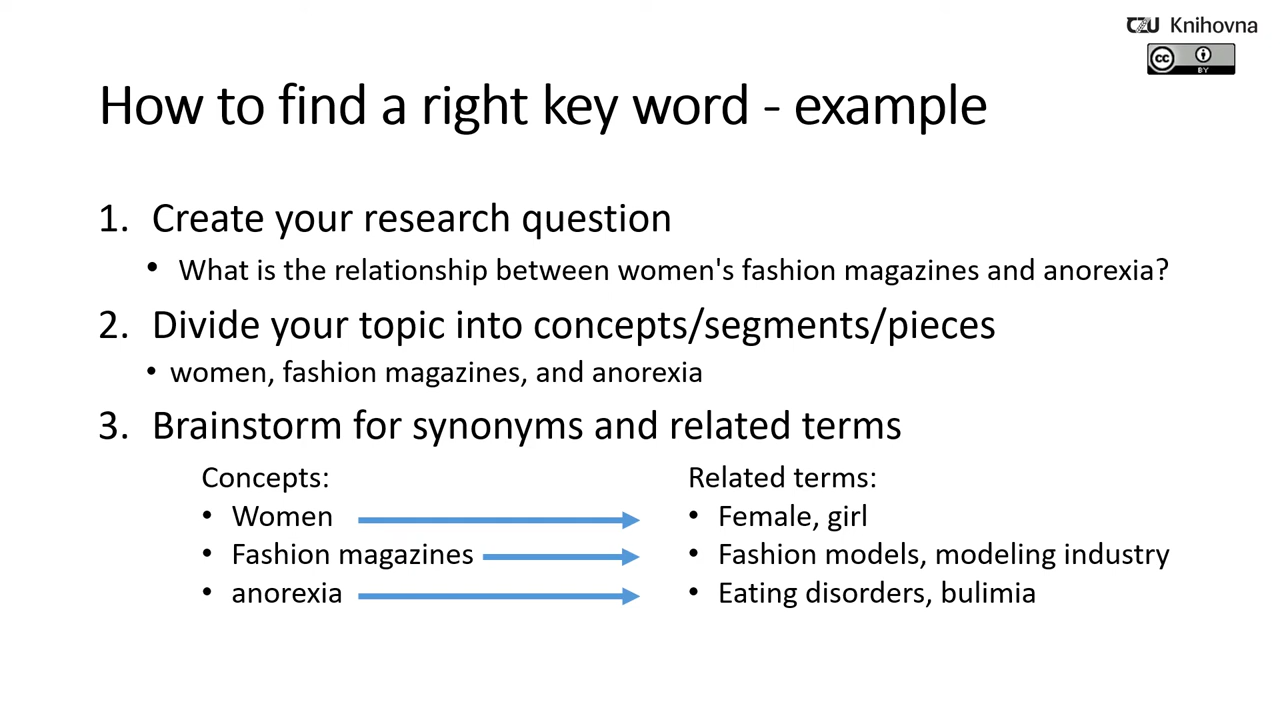 CZU Knihovna
CC BY
How to find a right key word - example
1. Create your research question
• What is the relationship between women's fashion magazines and anorexia?
2. Divide your topic into concepts/segments/pieces
• women, fashion magazines, and anorexia
3. Brainstorm for synonyms and related terms
Concepts: Related terms:
• Women • Female, girl
• Fashion magazines • Fashion models, modeling industry
• anorexia • Eating disorders, bulimia